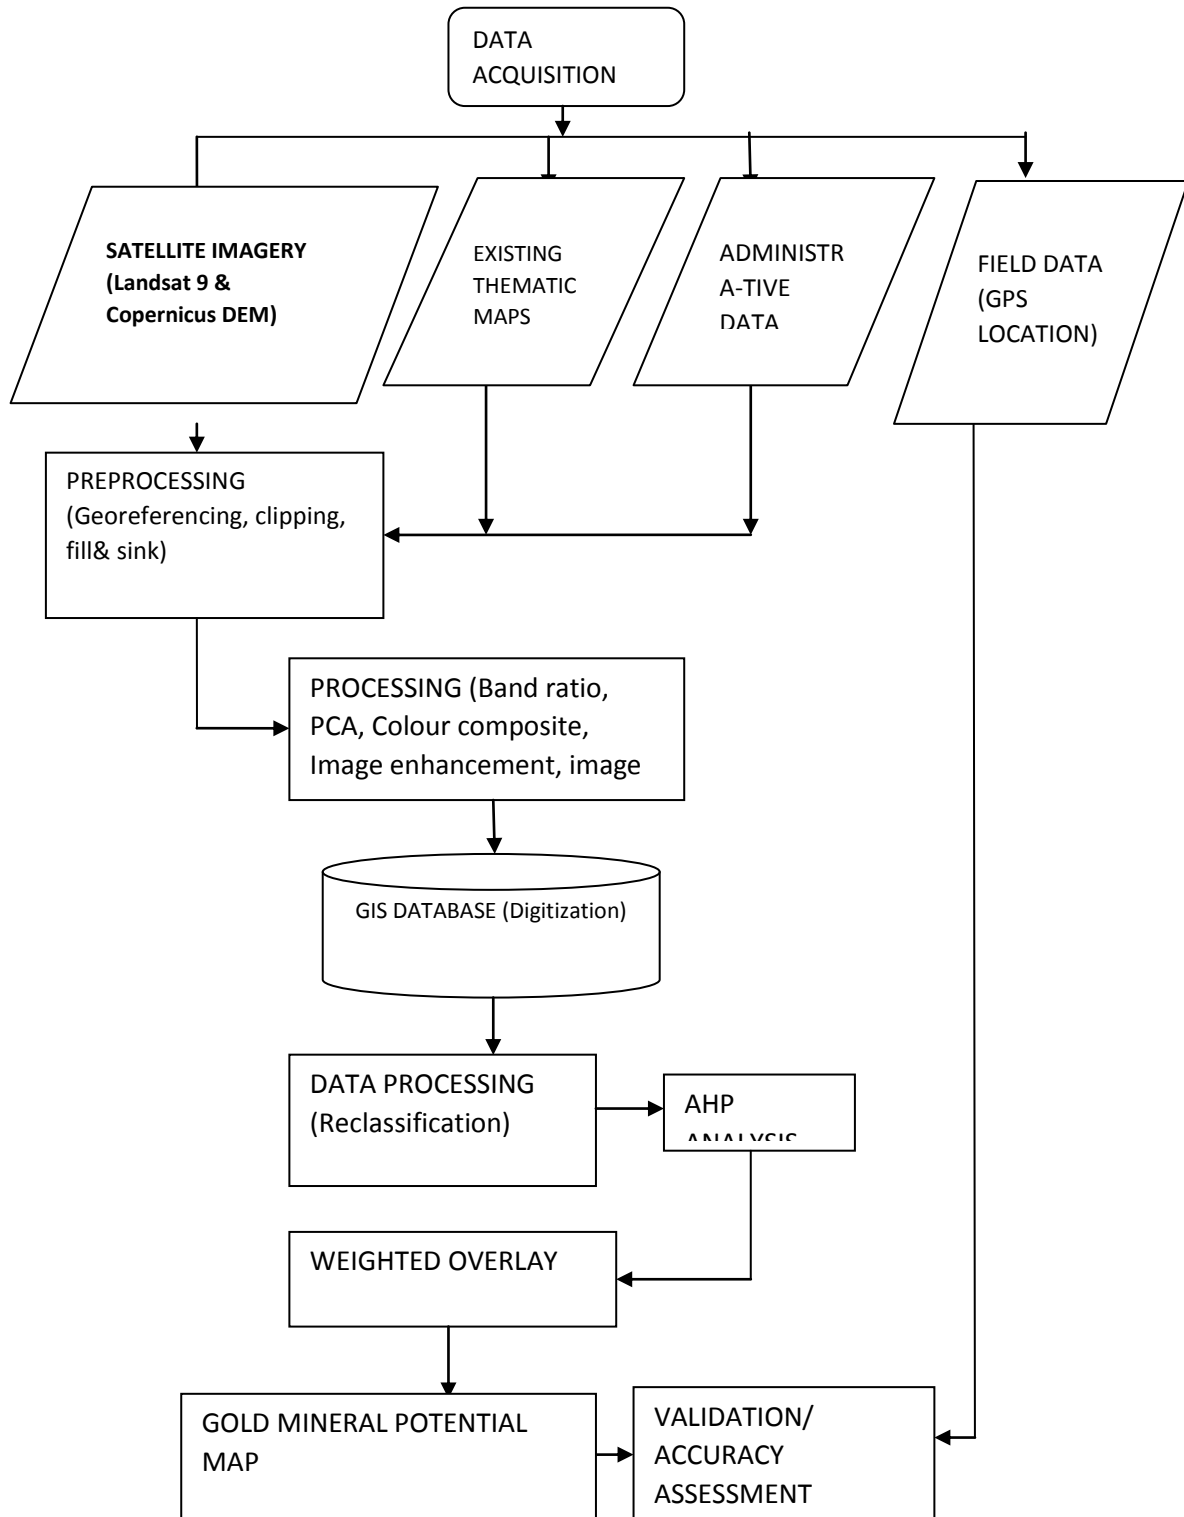 DATA
ACQUISITION
SATELLITE IMAGERY
(Landsat 9 &
Copernicus DEM)
EXISTING
THEMATIC
MAPS
ADMINISTR
A-TIVE
DATA
FIELD DATA
(GPS
LOCATION)
PREPROCESSING
(Georeferencing, clipping,
fill& sink)
PROCESSING (Band ratio,
PCA, Colour composite,
Image enhancement, image
GIS DATABASE (Digitization)
DATA PROCESSING
(Reclassification)
AHP
ANALYSIS
WEIGHTED OVERLAY
GOLD MINERAL POTENTIAL
MAP
VALIDATION/
ACCURACY
ASSESSMENT